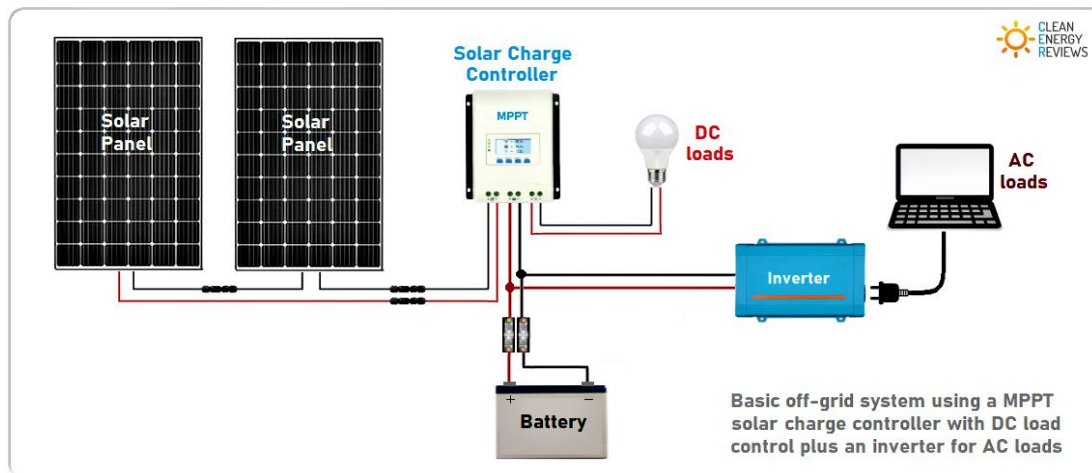 CLEAN
ENERGY
REVIEWS
Solar Charge
Controller
Solar
Panel
Solar
Panel
MPPT
DC
loads
AC
loads
Inverter
+
−
Battery
Basic off-grid system using a MPPT
solar charge controller with DC load
control plus an inverter for AC loads